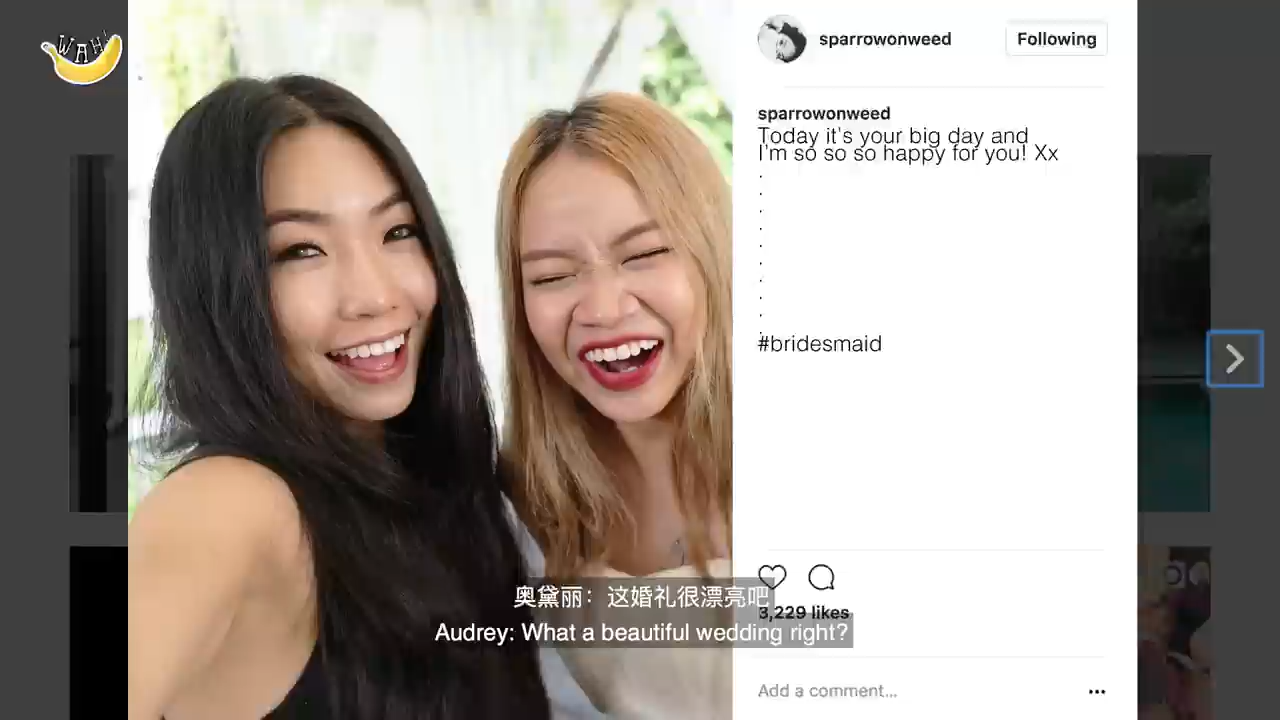 WAH!
sparrowonweed
Following
sparrowonweed
Today it's your big day and
I'm so so so happy for you! Xx
.
.
.
.
.
.
.
.
.
.
#bridesmaid
3,229 likes
奥黛丽：这婚礼很漂亮吧
Audrey: What a beautiful wedding right?
Add a comment...